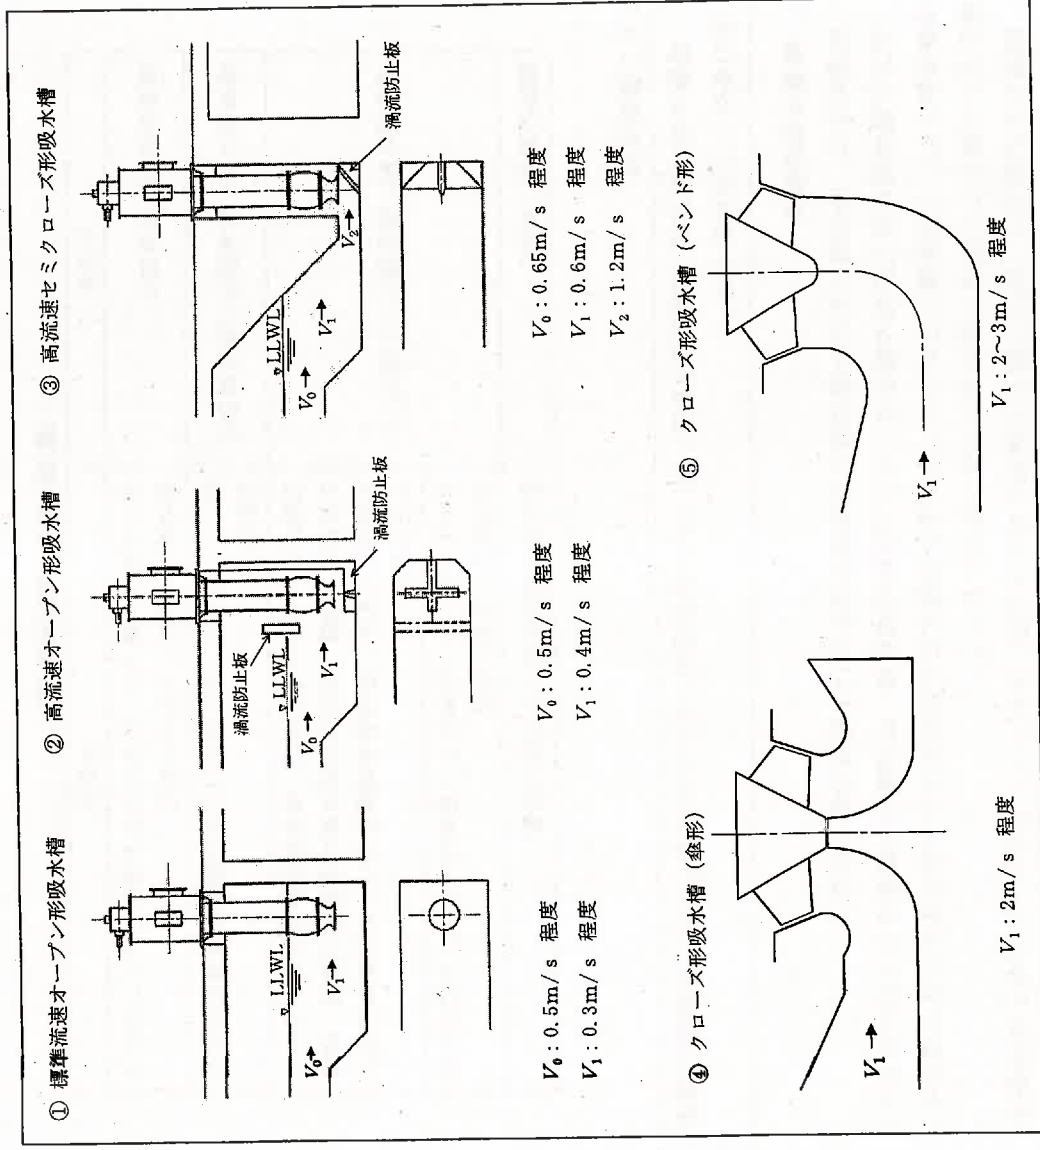 ① 標準流速オープン形吸水槽
LLWL
V₀
V₁
V₀ : 0.5m/s 程度
V₁ : 0.3m/s 程度
② 高流速オープン形吸水槽
渦流防止板
LLWL
V₀
V₁
渦流防止板
V₀ : 0.5m/s 程度
V₁ : 0.4m/s 程度
③ 高流速セミクローズ形吸水槽
LLWL
V₀
V₁
V₂
渦流防止板
V₀ : 0.65m/s 程度
V₁ : 0.6m/s 程度
V₂ : 1.2m/s 程度
④ クローズ形吸水槽 (傘形)
V₁
V₁ : 2m/s 程度
⑤ クローズ形吸水槽 (ベンド形)
V₁
V₁ : 2~3m/s 程度